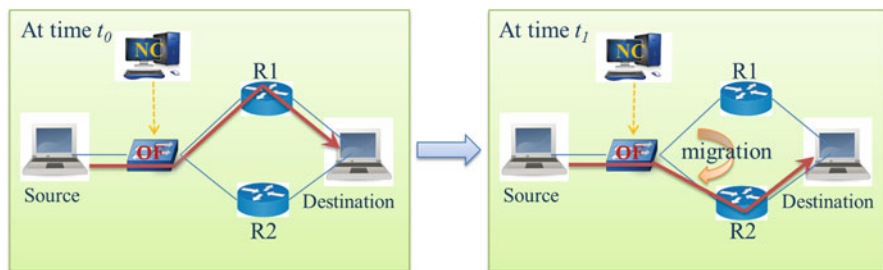 At time t0
NC
R1
OF
Source
Destination
R2
At time t1
NC
R1
OF
migration
Source
Destination
R2